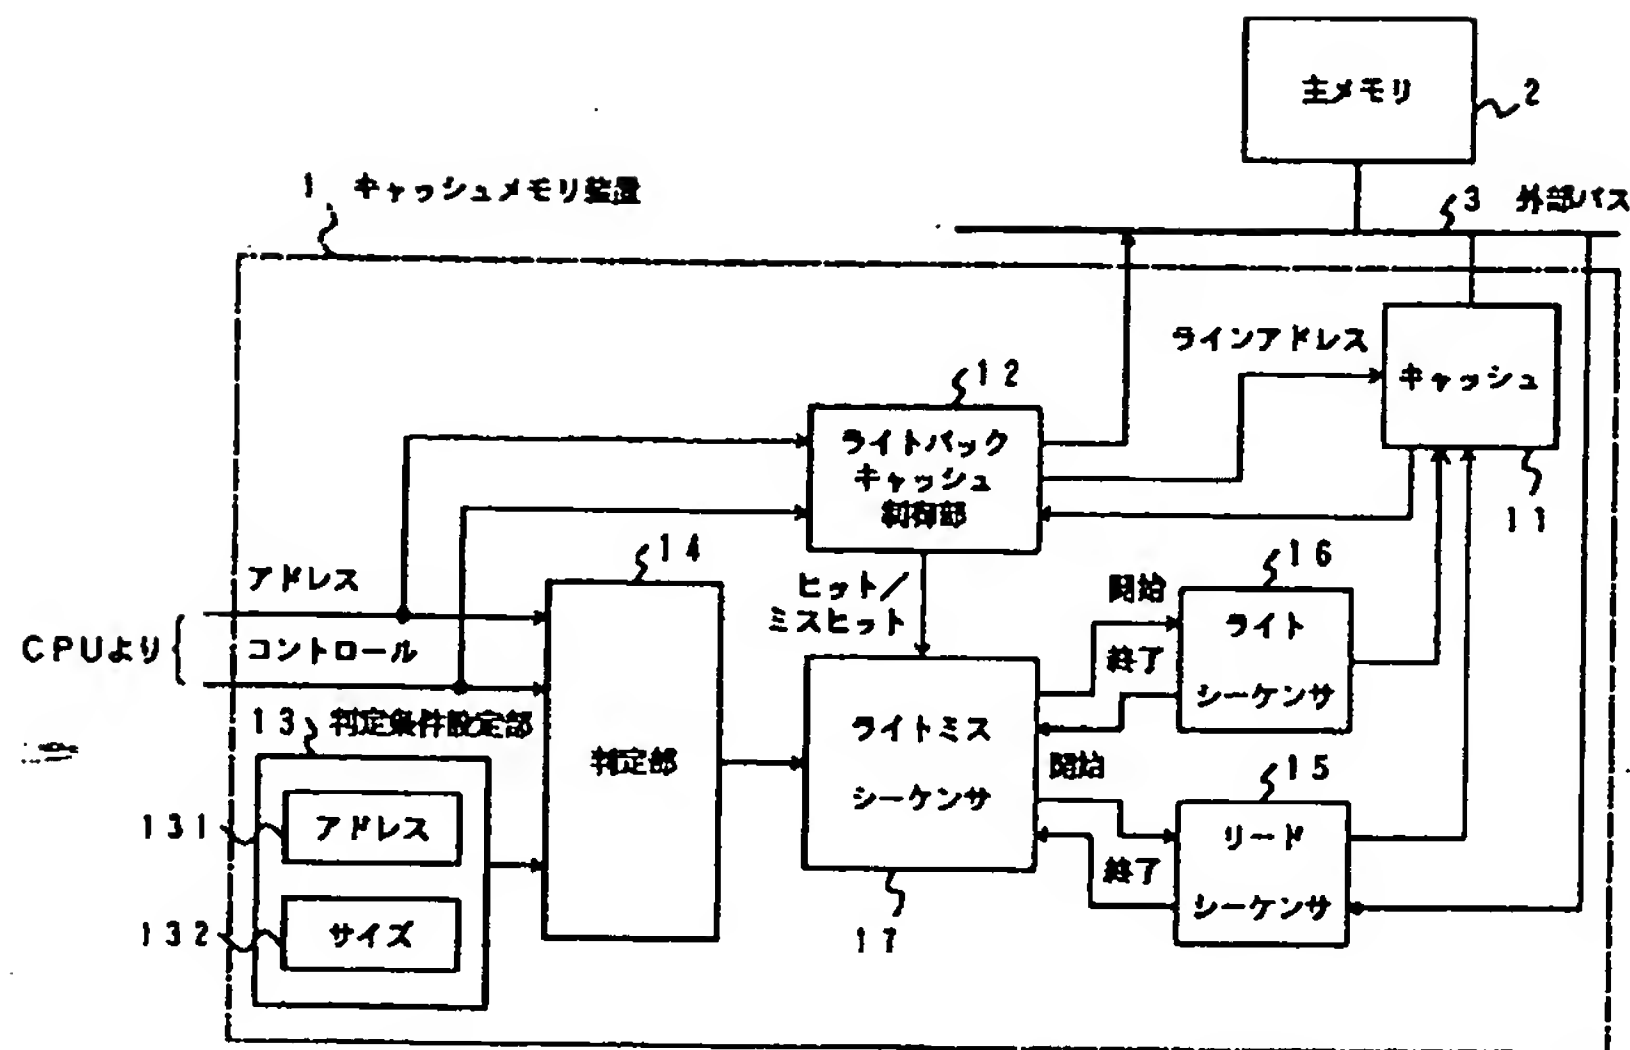 主メモリ
2
1 キャッシュメモリ装置
3 外部バス
ラインアドレス
キャッシュ
11
12
ライトバック
キャッシュ
制御部
ヒット/
ミスヒット
アドレス
CPUより
コントロール
14
判定部
13 判定条件設定部
131
アドレス
132
サイズ
ライトミス
シーケンサ
17
開始
終了
16
ライト
シーケンサ
開始
終了
15
リード
シーケンサ